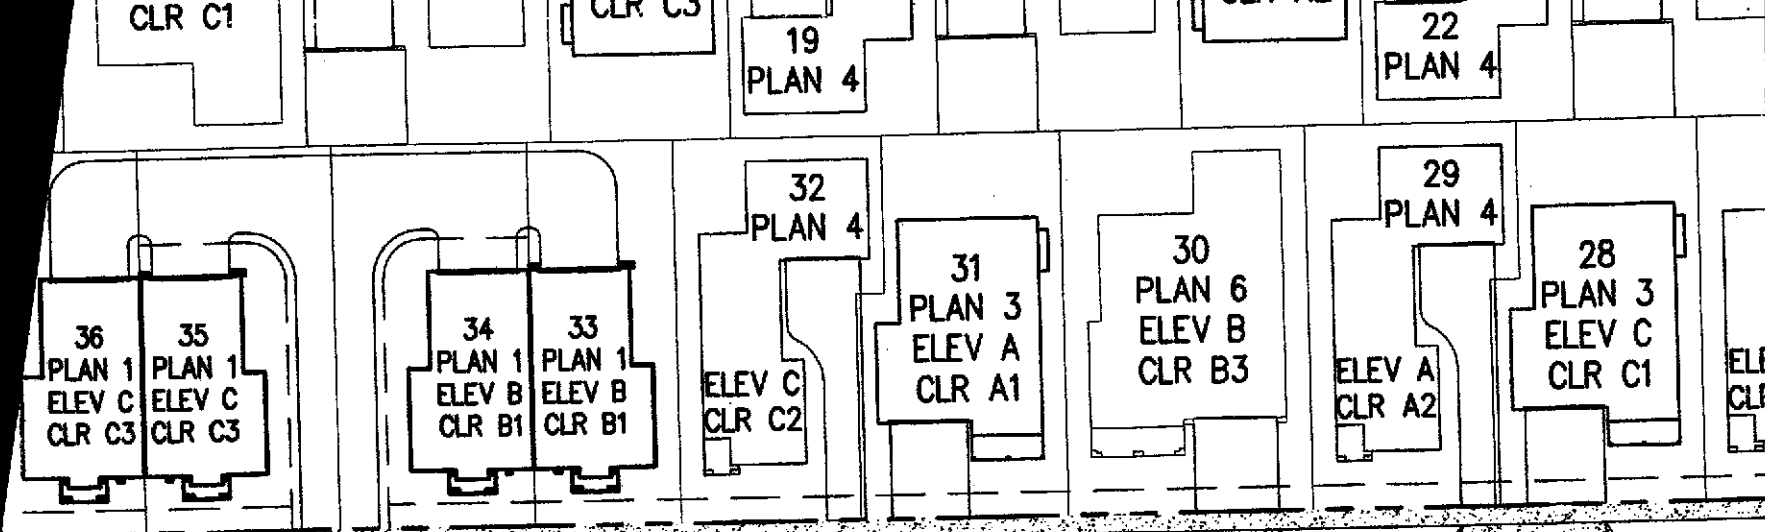 CLR C1
CLR C3
19
PLAN 4
22
PLAN 4
36
PLAN 1
ELEV C
CLR C3
35
PLAN 1
ELEV C
CLR C3
34
PLAN 1
ELEV B
CLR B1
33
PLAN 1
ELEV B
CLR B1
32
PLAN 4
ELEV C
CLR C2
31
PLAN 3
ELEV A
CLR A1
30
PLAN 6
ELEV B
CLR B3
29
PLAN 4
ELEV A
CLR A2
28
PLAN 3
ELEV C
CLR C1